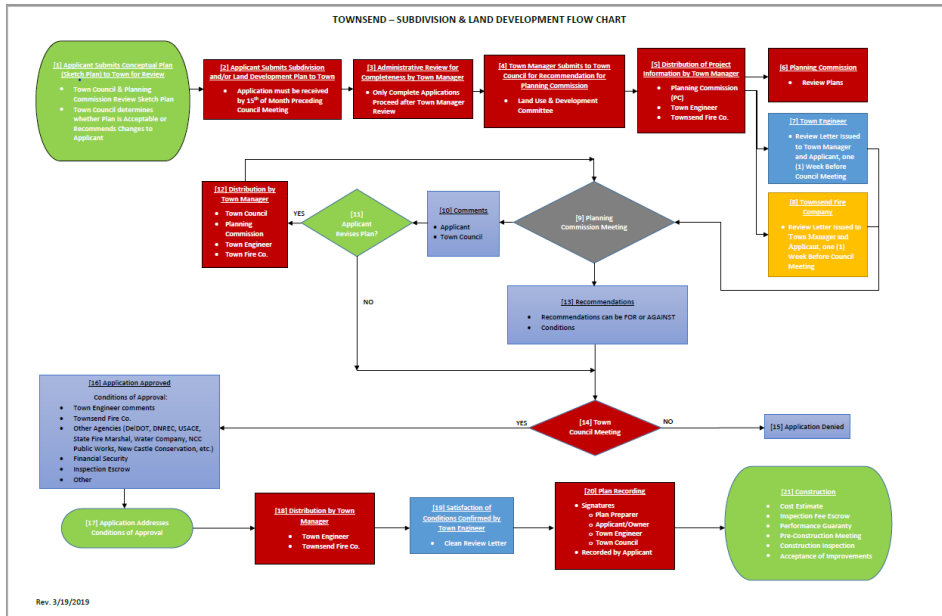 TOWNSEND – SUBDIVISION & LAND DEVELOPMENT FLOW CHART
[1] Applicant Submits Conceptual Plan
(Sketch Plan) to Town for Review
•
• Town Council & Planning
Commission Review Sketch Plan
• Town Council determines
whether Plan is Acceptable or
Recommends Changes to
Applicant
[2] Applicant Submits Subdivision
and/or Land Development Plan to Town
• Application must be received
by 15th of Month Preceding
Council Meeting
[3] Administrative Review for
Completeness by Town Manager
• Only Complete Applications
Proceed after Town Manager
Review
[4] Town Manager Submits to Town
Council for Recommendation for
Planning Commission
• Land Use & Development
Committee
[5] Distribution of Project
Information by Town Manager
• Planning Commission
(PC)
• Town Engineer
• Townsend Fire Co.
[6] Planning Commission
• Review Plans
[7] Town Engineer
• Review Letter Issued
to Town Manager
and Applicant, one
(1) Week Before
Council Meeting
[8] Townsend Fire
Company
• Review Letter Issued to
Town Manager and
Applicant, one (1)
Week Before Council
Meeting
[9] Planning
Commission Meeting
[10] Comments
• Applicant
• Town Council
[11]
Applicant
Revises Plan?
YES
NO
[12] Distribution by
Town Manager
• Town Council
• Planning
Commission
• Town Engineer
• Town Fire Co.
[13] Recommendations
• Recommendations can be FOR or AGAINST
• Conditions
[14] Town
Council Meeting
YES
NO
[15] Application Denied
[16] Application Approved
Conditions of Approval:
• Town Engineer comments
• Townsend Fire Co.
• Other Agencies (DelDOT, DNREC, USACE,
State Fire Marshal, Water Company, NCC
Public Works, New Castle Conservation, etc.)
• Financial Security
• Inspection Escrow
• Other
[17] Application Addresses
Conditions of Approval
[18] Distribution by Town
Manager
• Town Engineer
• Townsend Fire Co.
[19] Satisfaction of
Conditions Confirmed by
Town Engineer
• Clean Review Letter
[20] Plan Recording
• Signatures
o Plan Preparer
o Applicant/Owner
o Town Engineer
o Town Council
• Recorded by Applicant
[21] Construction
• Cost Estimate
• Inspection Fee Escrow
• Performance Guaranty
• Pre-Construction Meeting
• Construction Inspection
• Acceptance of Improvements
Rev. 3/19/2019